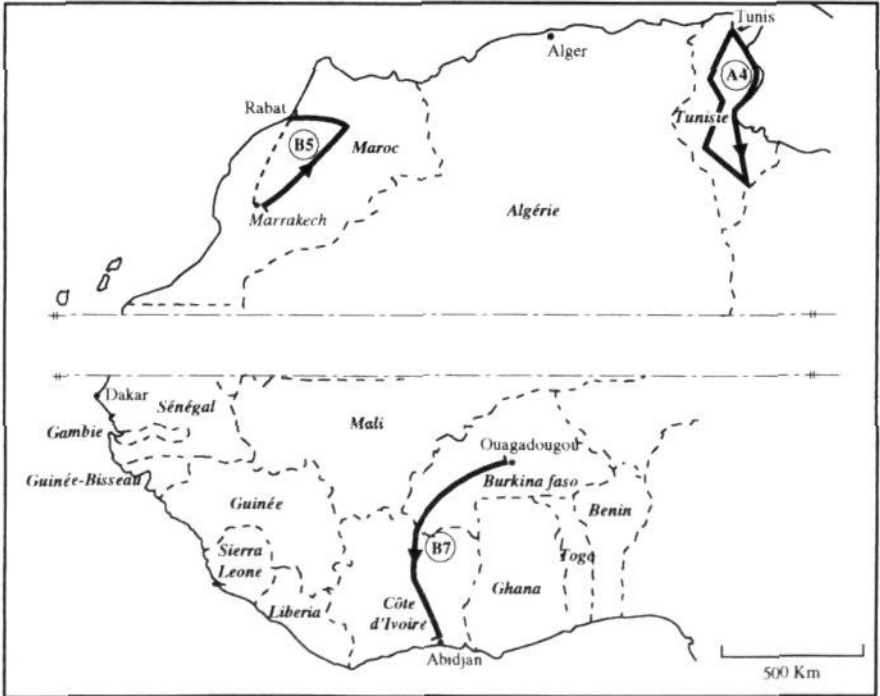 Tunis
Alger
A4
Rabat
Tunisie
B5
Maroc
Marrakech
Algérie
Dakar
Sénégal
Mali
Gambie
Ouagadougou
Guinée-Bisseau
Burkina faso
Guinée
Benin
Sierra
Leone
B7
Togo
Ghana
Liberia
Côte
d'Ivoire
Abidjan
500 Km